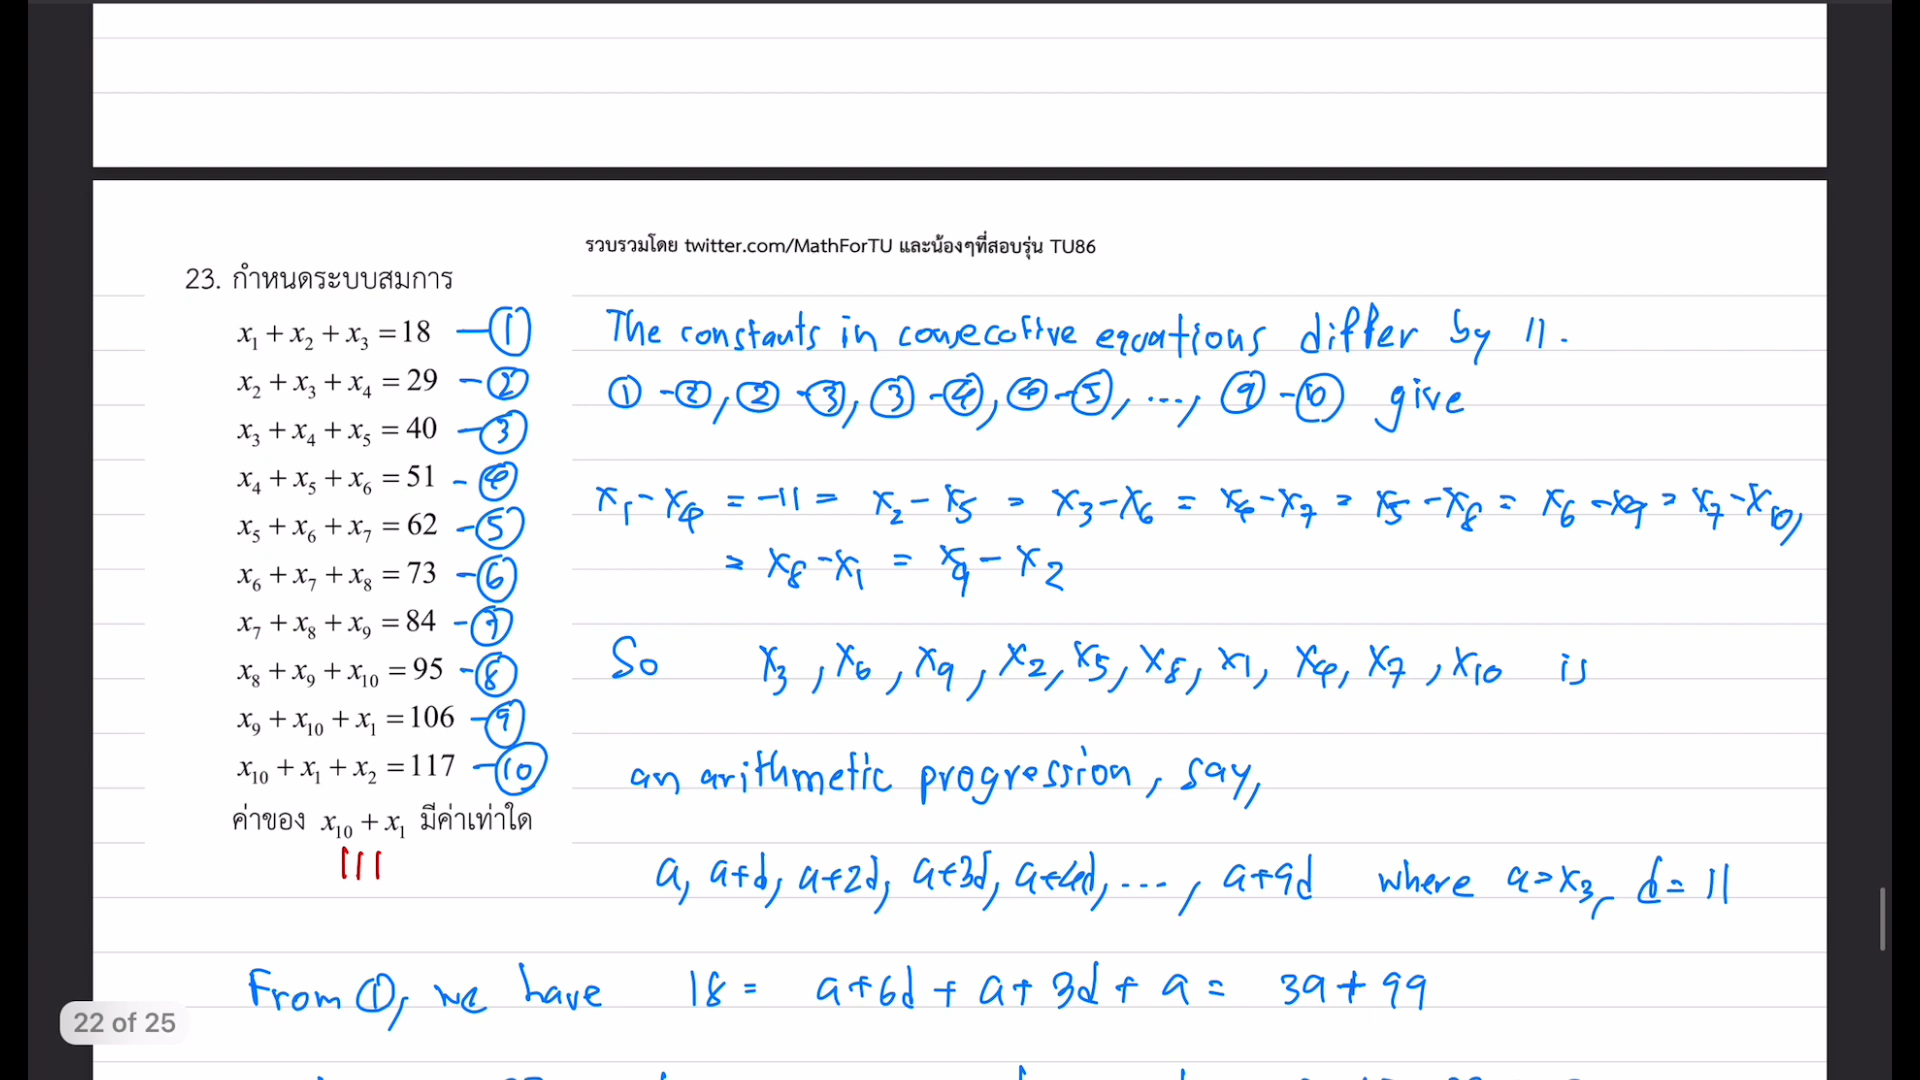 รวบรวมโดย twitter.com/MathForTU และน้องๆที่สอบรุ่น TU86
23. กำหนดระบบสมการ
x₁ + x₂ + x₃ = 18 —①
x₂ + x₃ + x₄ = 29 —②
x₃ + x₄ + x₅ = 40 —③
x₄ + x₅ + x₆ = 51 —④
x₅ + x₆ + x₇ = 62 —⑤
x₆ + x₇ + x₈ = 73 —⑥
x₇ + x₈ + x₉ = 84 —⑦
x₈ + x₉ + x₁₀ = 95 —⑧
x₉ + x₁₀ + x₁ = 106 —⑨
x₁₀ + x₁ + x₂ = 117 —⑩
ค่าของ x₁₀ + x₁ มีค่าเท่าใด
111
The constants in consecutive equations differ by 11.
① - ②, ② - ③, ③ - ④, ④ - ⑤, ..., ⑨ - ⑩ give
x₁ - x₄ = -11 = x₂ - x₅ = x₃ - x₆ = x₄ - x₇ = x₅ - x₈ = x₆ - x₉ = x₇ - x₁₀,
= x₈ - x₁ = x₉ - x₂
So x₃, x₆, x₉, x₂, x₅, x₈, x₁, x₄, x₇, x₁₀ is
an arithmetic progression, say,
a, a+d, a+2d, a+3d, a+4d, ..., a+9d where a = x₃, d = 11
From ①, we have 18 = a+6d + a+3d + a = 3a + 99
22 of 25